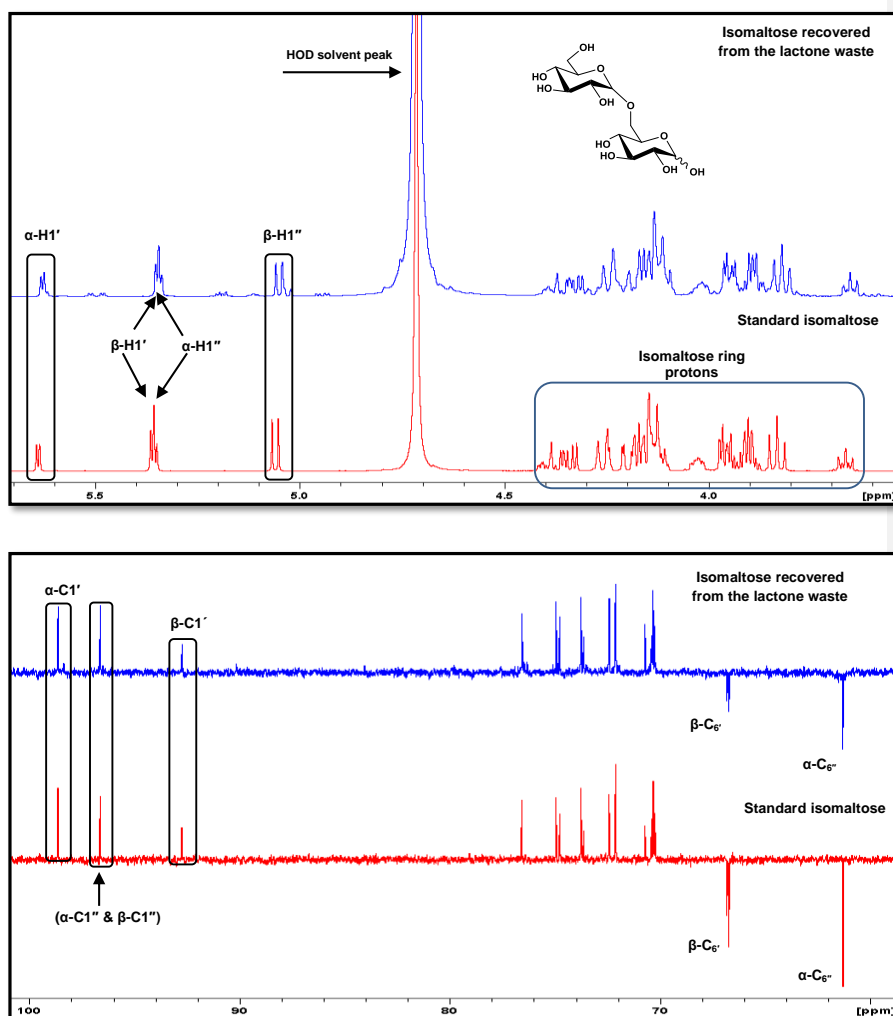 Isomaltose recovered
from the lactone waste
HOD solvent peak
OH
HO
HO
O
OH
O
HO
HO
O
OH
OH
α-H1′
β-H1″
β-H1′
α-H1″
Standard isomaltose
Isomaltose ring
protons
5.5
5.0
4.5
4.0
[ppm]
Isomaltose recovered
from the lactone waste
α-C1′
β-C1´
β-C6′
α-C6″
Standard isomaltose
(α-C1″ & β-C1″)
β-C6′
α-C6″
100
90
80
70
[ppm]